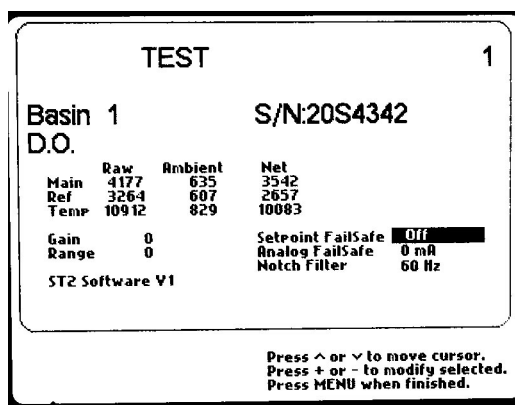 TEST 1
Basin 1 S/N:20S4342
D.O.
Raw Ambient Net
Main 4177 635 3542
Ref 3264 607 2657
Temp 10912 829 10083
Gain 0 Setpoint FailSafe Off
Range 0 Analog FailSafe 0 mA
Notch Filter 60 Hz
ST2 Software V1
Press ^ or v to move cursor.
Press + or - to modify selected.
Press MENU when finished.